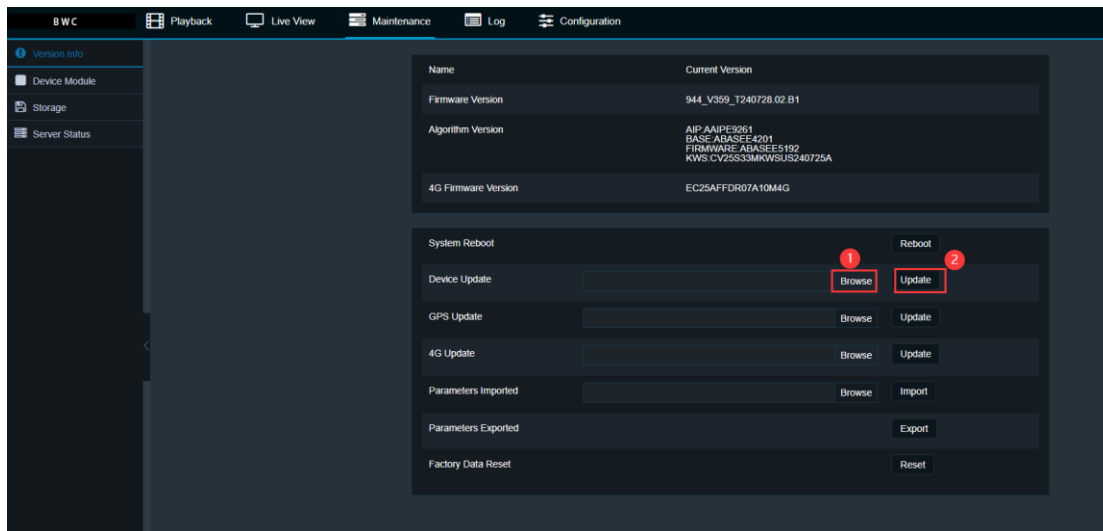 BWC Playback Live View Maintenance Log Configuration
Version Info
Device Module
Storage
Server Status
Name Current Version
Firmware Version 944_V359_T240728.02.B1
Algorithm Version AIP:AAIPE9261
BASE:ABASEE4201
FIRMWARE:ABASEE5192
KWS:CV25S33MKWSUS240725A
4G Firmware Version EC25AFFDR07A10M4G
System Reboot Reboot
1 2
Device Update Browse Update
GPS Update Browse Update
4G Update Browse Update
Parameters Imported Browse Import
Parameters Exported Export
Factory Data Reset Reset